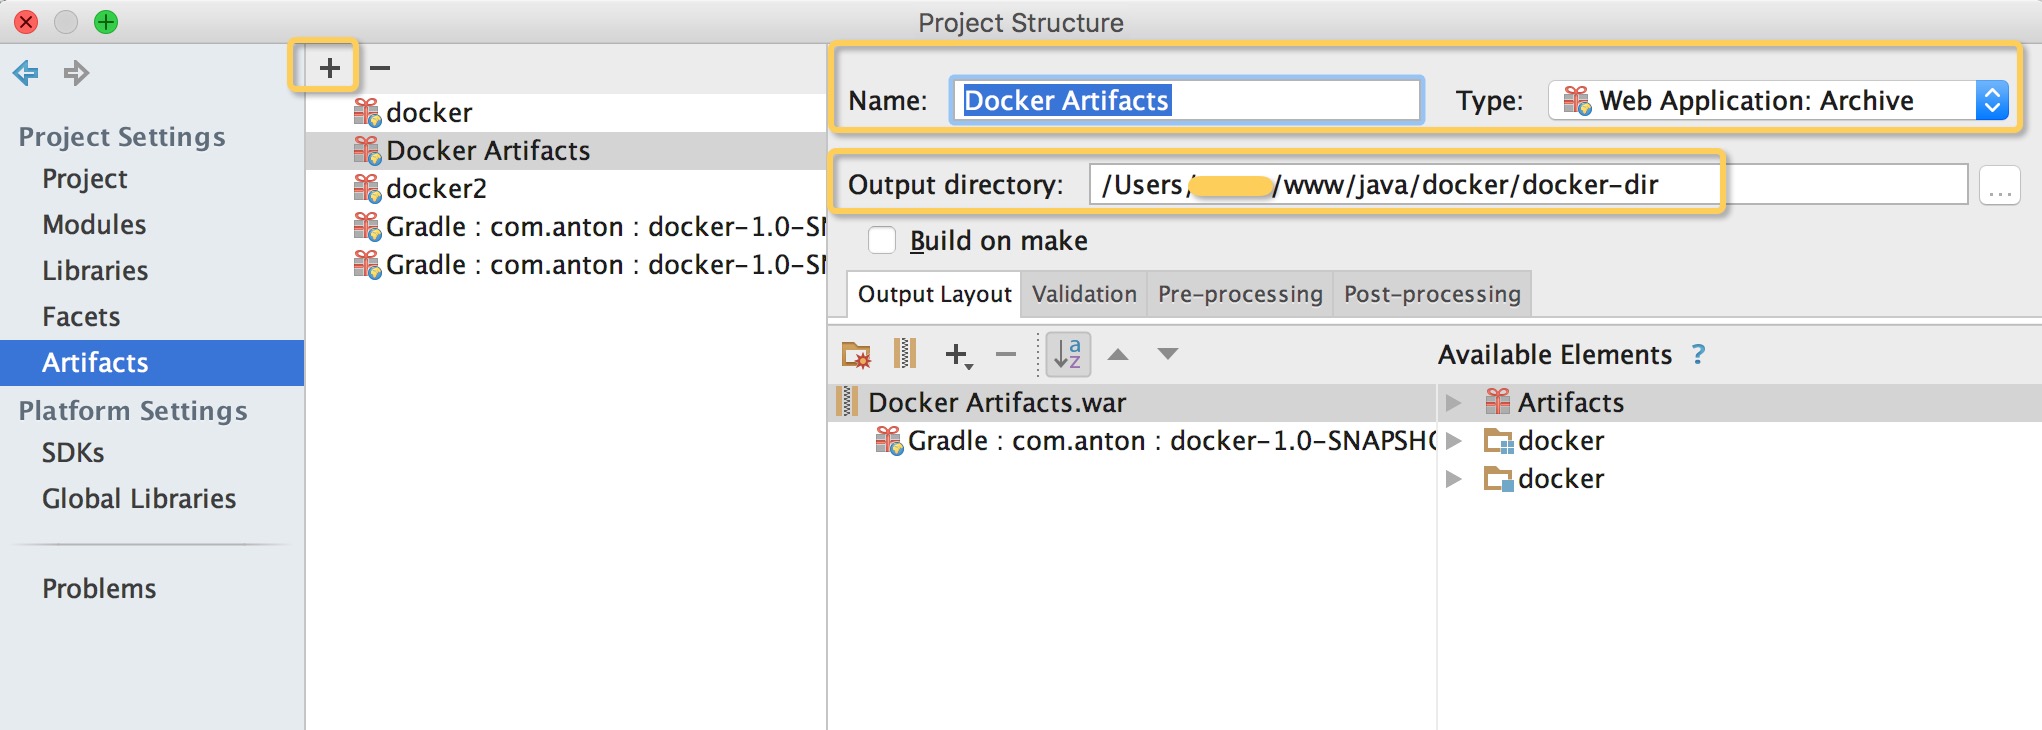 Project Structure
Project Settings
Project
Modules
Libraries
Facets
Artifacts
Platform Settings
SDKs
Global Libraries
Problems
docker
Docker Artifacts
docker2
Gradle : com.anton : docker-1.0-SN
Gradle : com.anton : docker-1.0-SN
Name: Docker Artifacts Type: Web Application: Archive
Output directory: /Users/ /www/java/docker/docker-dir ...
Build on make
Output Layout Validation Pre-processing Post-processing
Available Elements ?
Docker Artifacts.war
Gradle : com.anton : docker-1.0-SNAPSHO
Artifacts
docker
docker